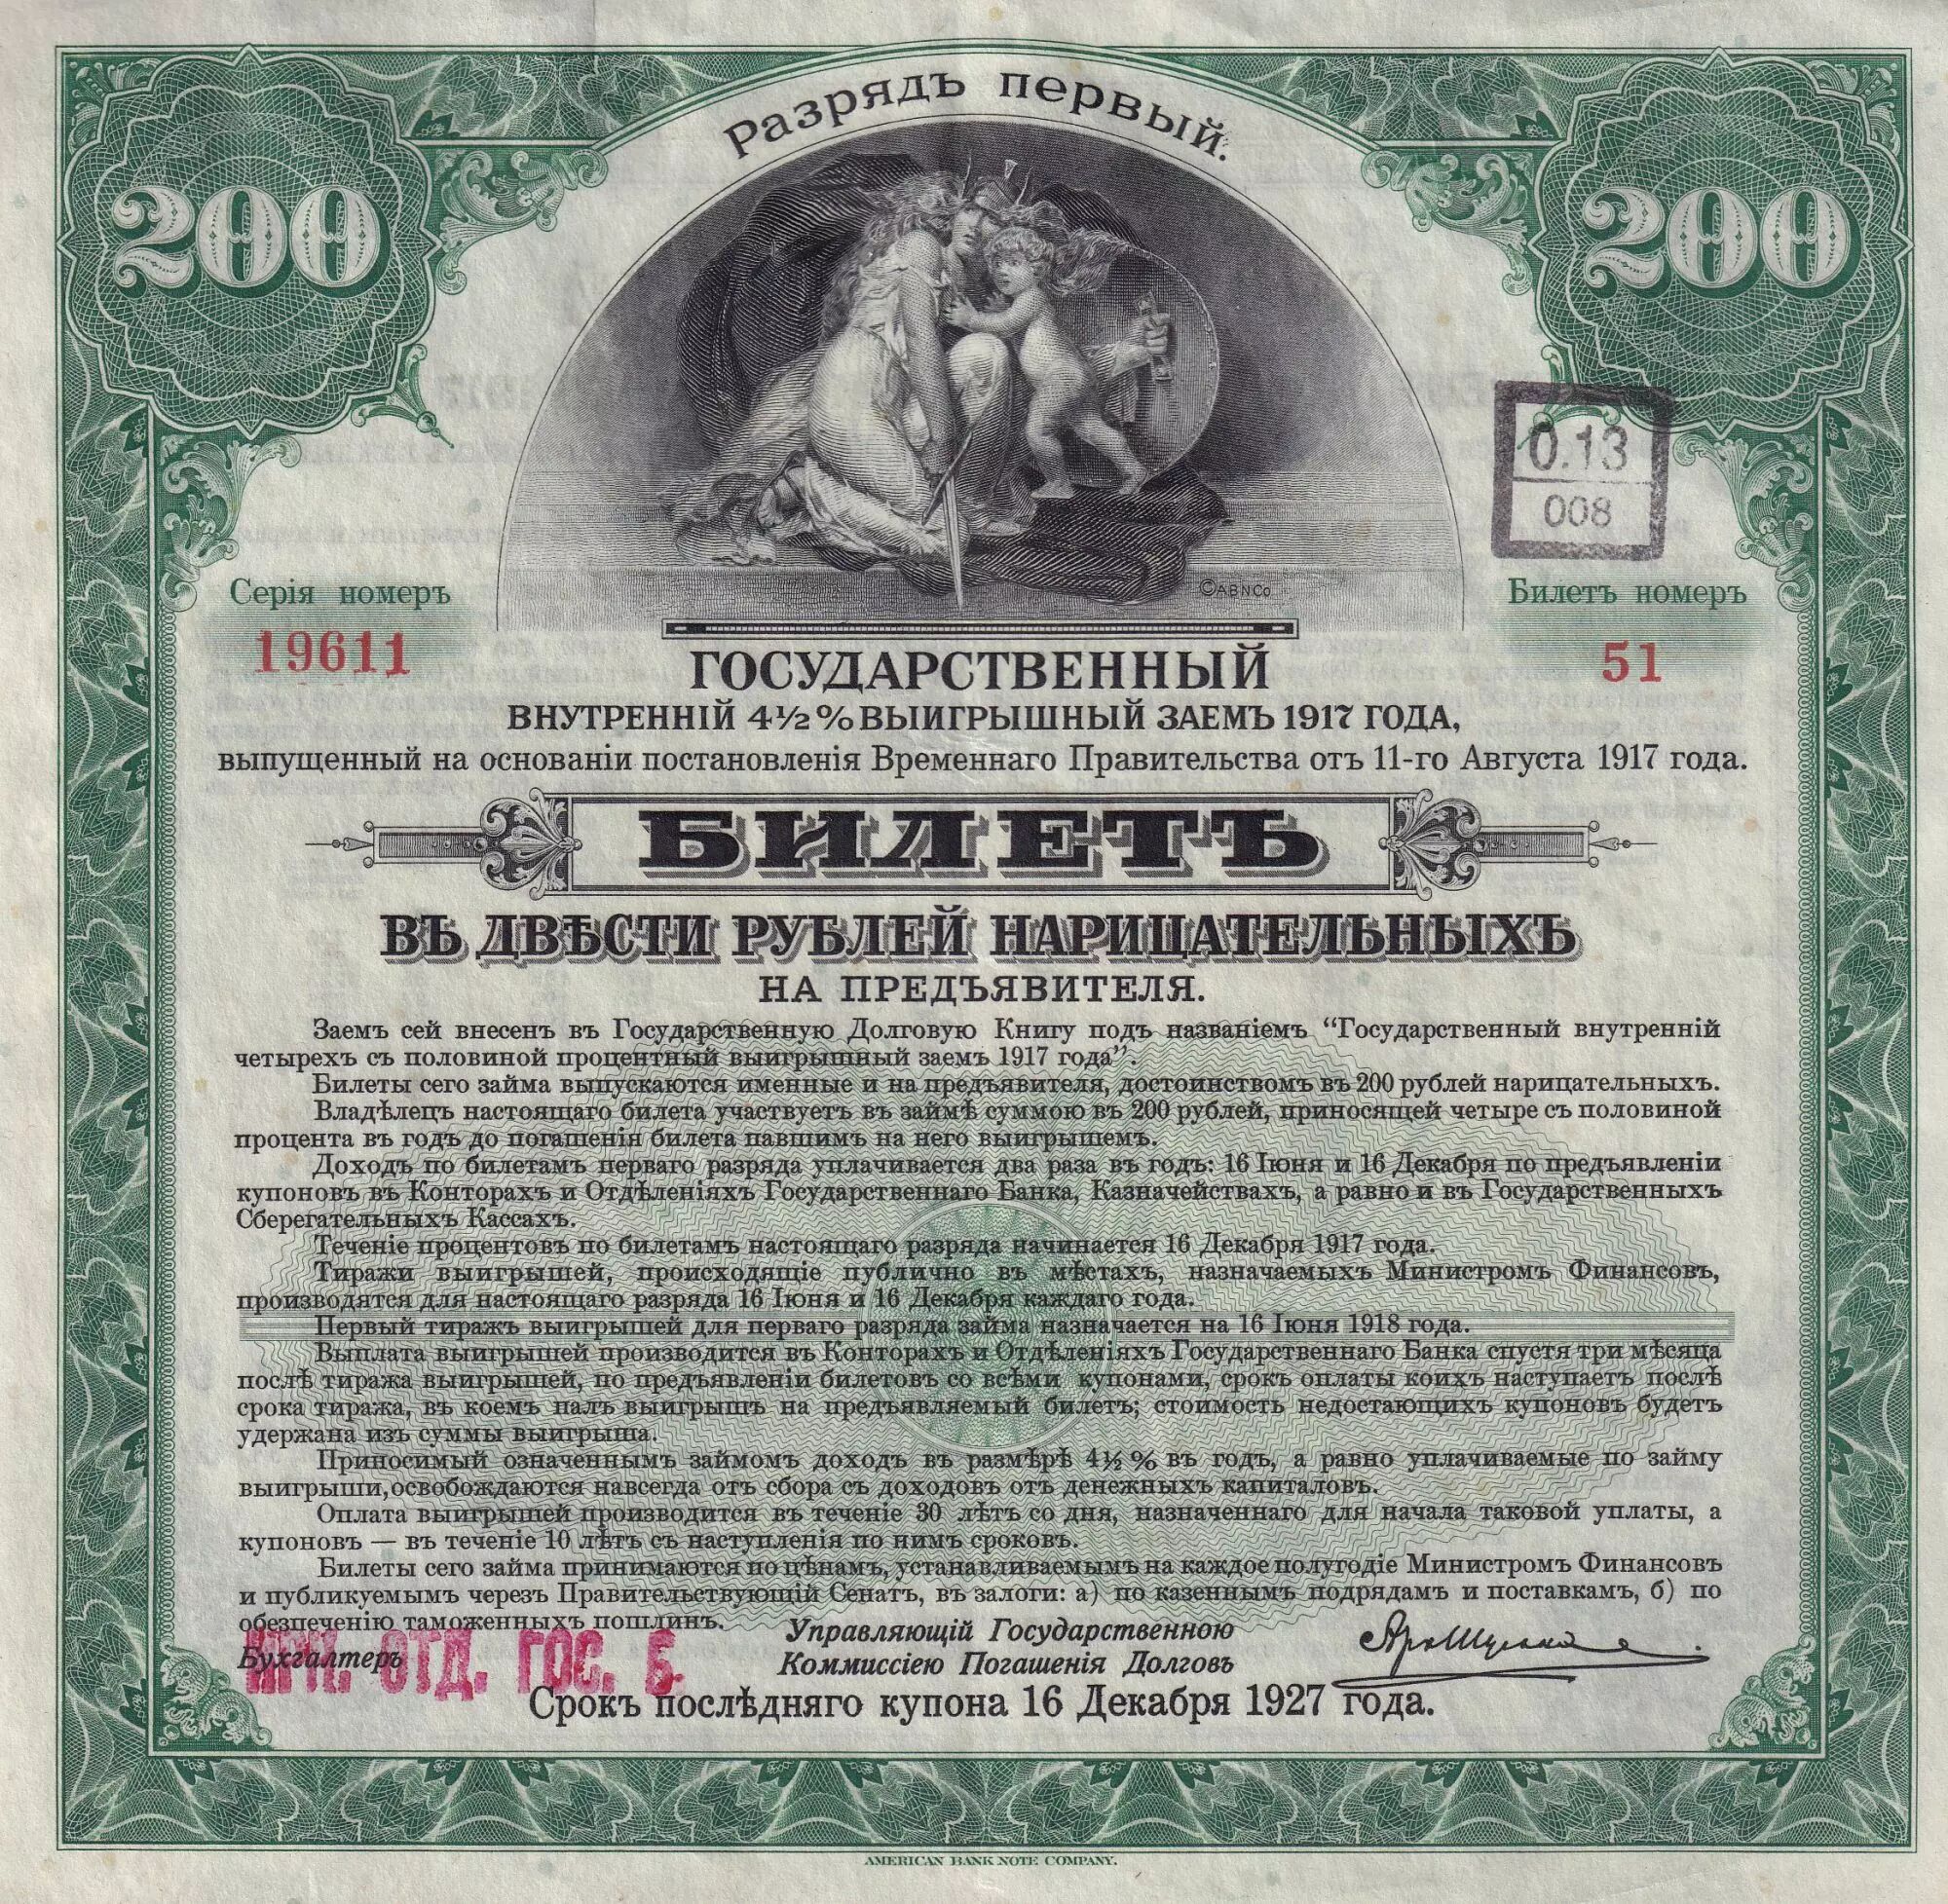 Разрядъ первый.
200
200
0.13
008
©ABNCo
Серія номеръ
19611
Билетъ номеръ
51
ГОСУДАРСТВЕННЫЙ
ВНУТРЕННІЙ 4½% ВЫИГРЫШНЫЙ ЗАЕМЪ 1917 ГОДА,
выпущенный на основаніи постановленія Временнаго Правительства отъ 11-го Августа 1917 года.
БИЛЕТЪ
ВЪ ДВѢСТИ РУБЛЕЙ НАРИЦАТЕЛЬНЫХЪ
НА ПРЕДЪЯВИТЕЛЯ.
Заемъ сей внесенъ въ Государственную Долговую Книгу подъ названіемъ “Государственный внутренній
четырехъ съ половиной процентный выигрышный заемъ 1917 года”.
Билеты сего займа выпускаются именные и на предъявителя, достоинствомъ въ 200 рублей нарицательныхъ.
Владѣлецъ настоящаго билета участвуетъ въ займѣ суммою въ 200 рублей, приносящей четыре съ половиной
процента въ годъ до погашенія билета павшимъ на него выигрышемъ.
Доходъ по билетамъ перваго разряда уплачивается два раза въ годъ: 16 Іюня и 16 Декабря по предъявленіи
купоновъ въ Конторахъ и Отдѣленіяхъ Государственнаго Банка, Казначействахъ, а равно и въ Государственныхъ
Сберегательныхъ Кассахъ.
Теченіе процентовъ по билетамъ настоящаго разряда начинается 16 Декабря 1917 года.
Тиражи выигрышей, происходящіе публично въ мѣстахъ, назначаемыхъ Министромъ Финансовъ,
производятся для настоящаго разряда 16 Іюня и 16 Декабря каждаго года.
Первый тиражъ выигрышей для перваго разряда займа назначается на 16 Іюня 1918 года.
Выплата выигрышей производится въ Конторахъ и Отдѣленіяхъ Государственнаго Банка спустя три мѣсяца
послѣ тиража выигрышей, по предъявленіи билетовъ со всѣми купонами, срокъ оплаты коихъ наступаетъ послѣ
срока тиража, въ коемъ палъ выигрышъ на предъявляемый билетъ; стоимость недостающихъ купоновъ будетъ
удержана изъ суммы выигрыша.
Приносимый означеннымъ займомъ доходъ въ размѣрѣ 4½% въ годъ, а равно уплачиваемые по займу
выигрыши, освобождаются навсегда отъ сбора съ доходовъ отъ денежныхъ капиталовъ.
Оплата выигрышей производится въ теченіе 30 лѣтъ со дня, назначеннаго для начала таковой уплаты, а
купоновъ — въ теченіе 10 лѣтъ съ наступленія по нимъ сроковъ.
Билеты сего займа принимаются по цѣнамъ, устанавливаемымъ на каждое полугодіе Министромъ Финансовъ
и публикуемымъ черезъ Правительствующій Сенатъ, въ залоги: а) по казеннымъ подрядамъ и поставкамъ, б) по
обезпеченію таможенныхъ пошлинъ.
Бухгалтеръ
ИРК. ОТД. ГОС. Б.
Управляющій Государственною
Коммиссіею Погашенія Долговъ
Срокъ послѣдняго купона 16 Декабря 1927 года.
AMERICAN BANK NOTE COMPANY.